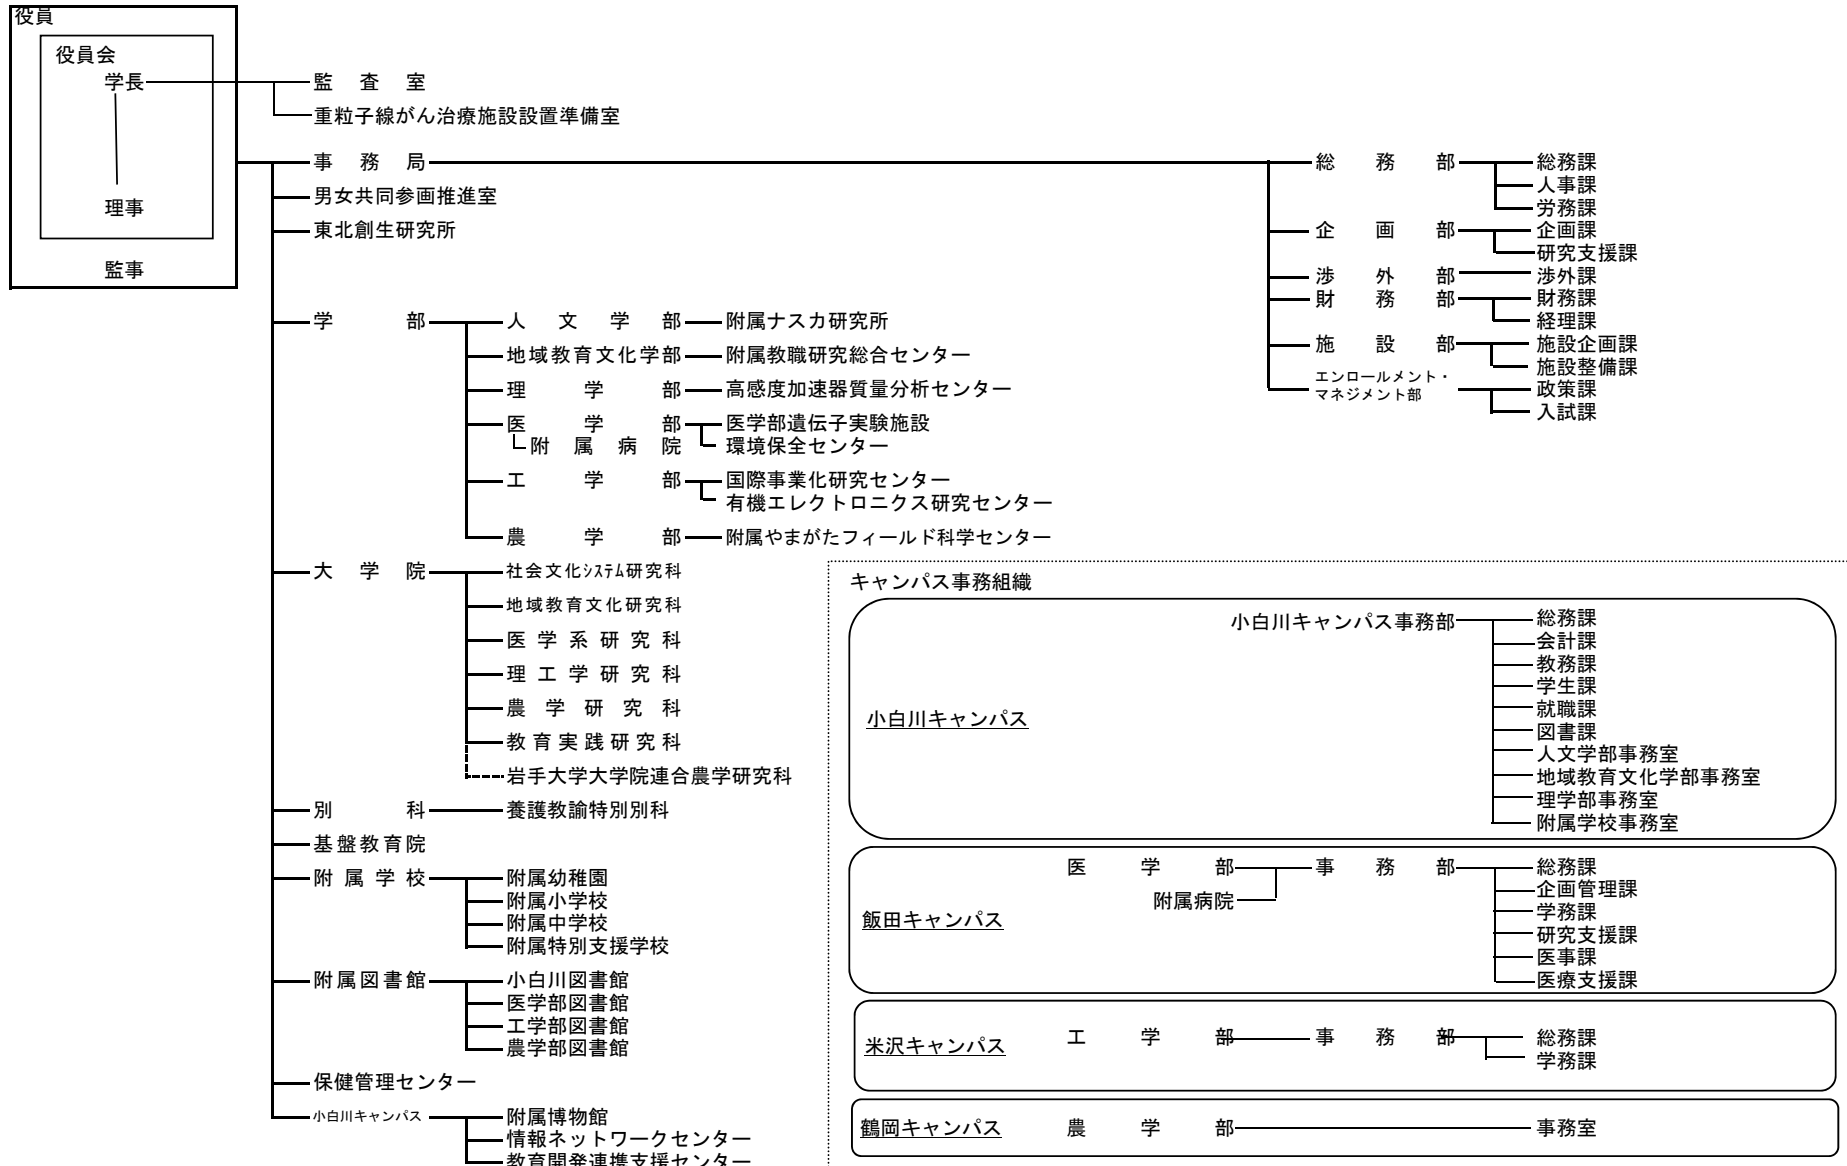 役員
役員会
学長
理事
監事
監査室
重粒子線がん治療施設設置準備室
事務局
男女共同参画推進室
東北創生研究所
総務部
総務課
人事課
労務課
企画部
企画課
研究支援課
渉外部
渉外課
財務部
財務課
経理課
施設部
施設企画課
施設整備課
エンロールメント・
マネジメント部
政策課
入試課
学部
人文学部
附属ナスカ研究所
地域教育文化学部
附属教職研究総合センター
理学部
高感度加速器質量分析センター
医学部
医学部遺伝子実験施設
附属病院
環境保全センター
工学部
国際事業化研究センター
有機エレクトロニクス研究センター
農学部
附属やまがたフィールド科学センター
大学院
社会文化システム研究科
地域教育文化研究科
医学系研究科
理工学研究科
農学研究科
教育実践研究科
岩手大学大学院連合農学研究科
別科
養護教諭特別別科
基盤教育院
附属学校
附属幼稚園
附属小学校
附属中学校
附属特別支援学校
附属図書館
小白川図書館
医学部図書館
工学部図書館
農学部図書館
保健管理センター
小白川キャンパス
附属博物館
情報ネットワークセンター
教育開発連携支援センター
キャンパス事務組織
小白川キャンパス
小白川キャンパス事務部
総務課
会計課
教務課
学生課
就職課
図書課
人文学部事務室
地域教育文化学部事務室
理学部事務室
附属学校事務室
飯田キャンパス
医学部
附属病院
事務部
総務課
企画管理課
学務課
研究支援課
医事課
医療支援課
米沢キャンパス
工学部
事務部
総務課
学務課
鶴岡キャンパス
農学部
事務室